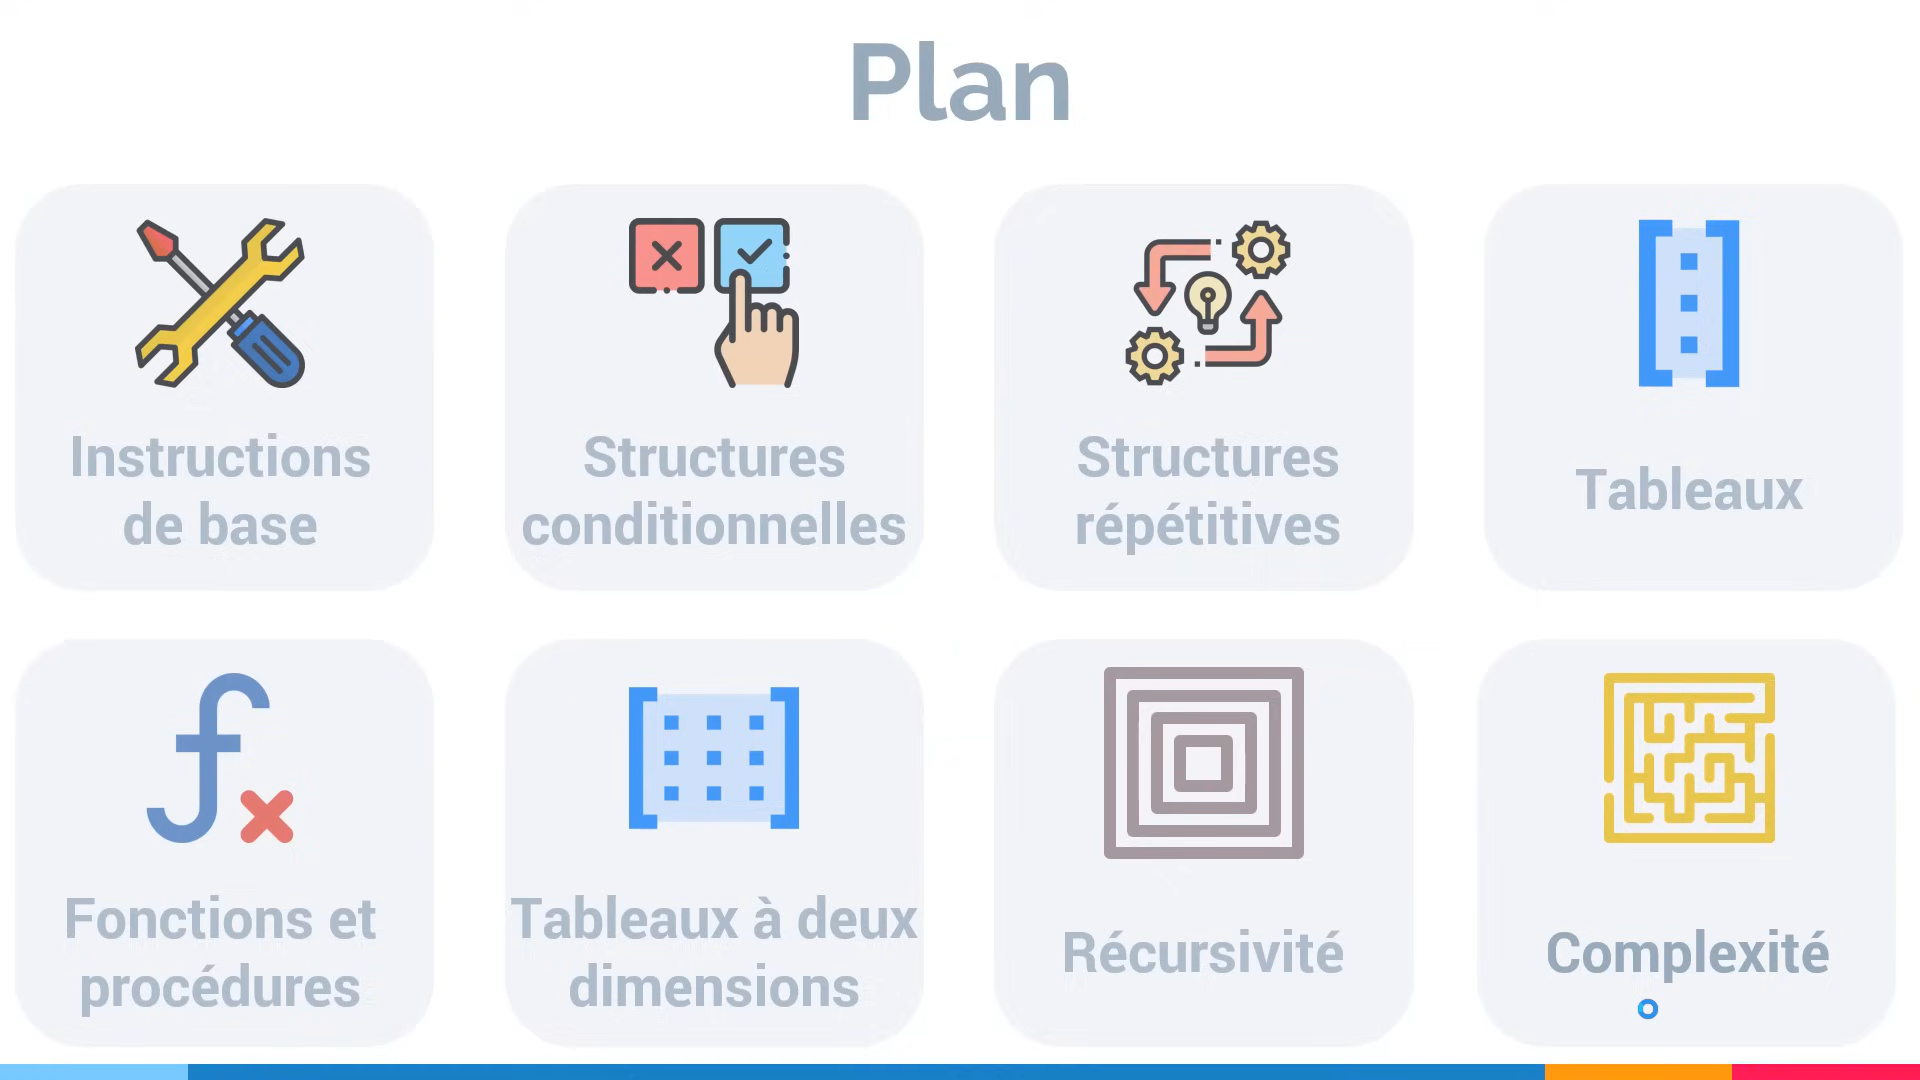 Plan
Instructions
de base
Structures
conditionnelles
Structures
répétitives
Tableaux
Fonctions et
procédures
Tableaux à deux
dimensions
Récursivité
Complexité